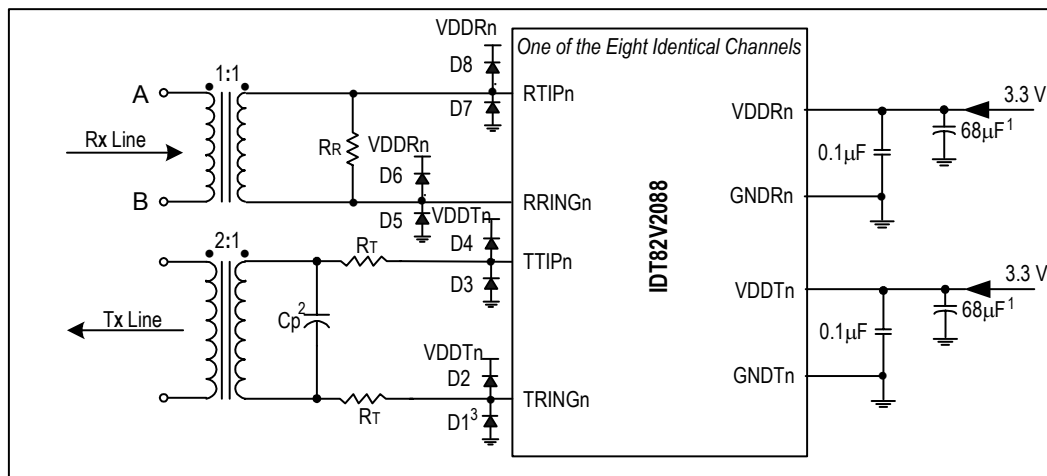 One of the Eight Identical Channels
VDDRn
D8
1:1
A
RTIPn
VDDRn
3.3 V
D7
68µF1
Rx Line
RR
VDDRn
0.1µF
D6
B
RRINGn
GNDRn
D5
VDDTn
IDT82V2088
2:1
RT
D4
TTIPn
3.3 V
D3
VDDTn
68µF1
Tx Line
Cp2
0.1µF
VDDTn
D2
GNDTn
TRINGn
RT
D13